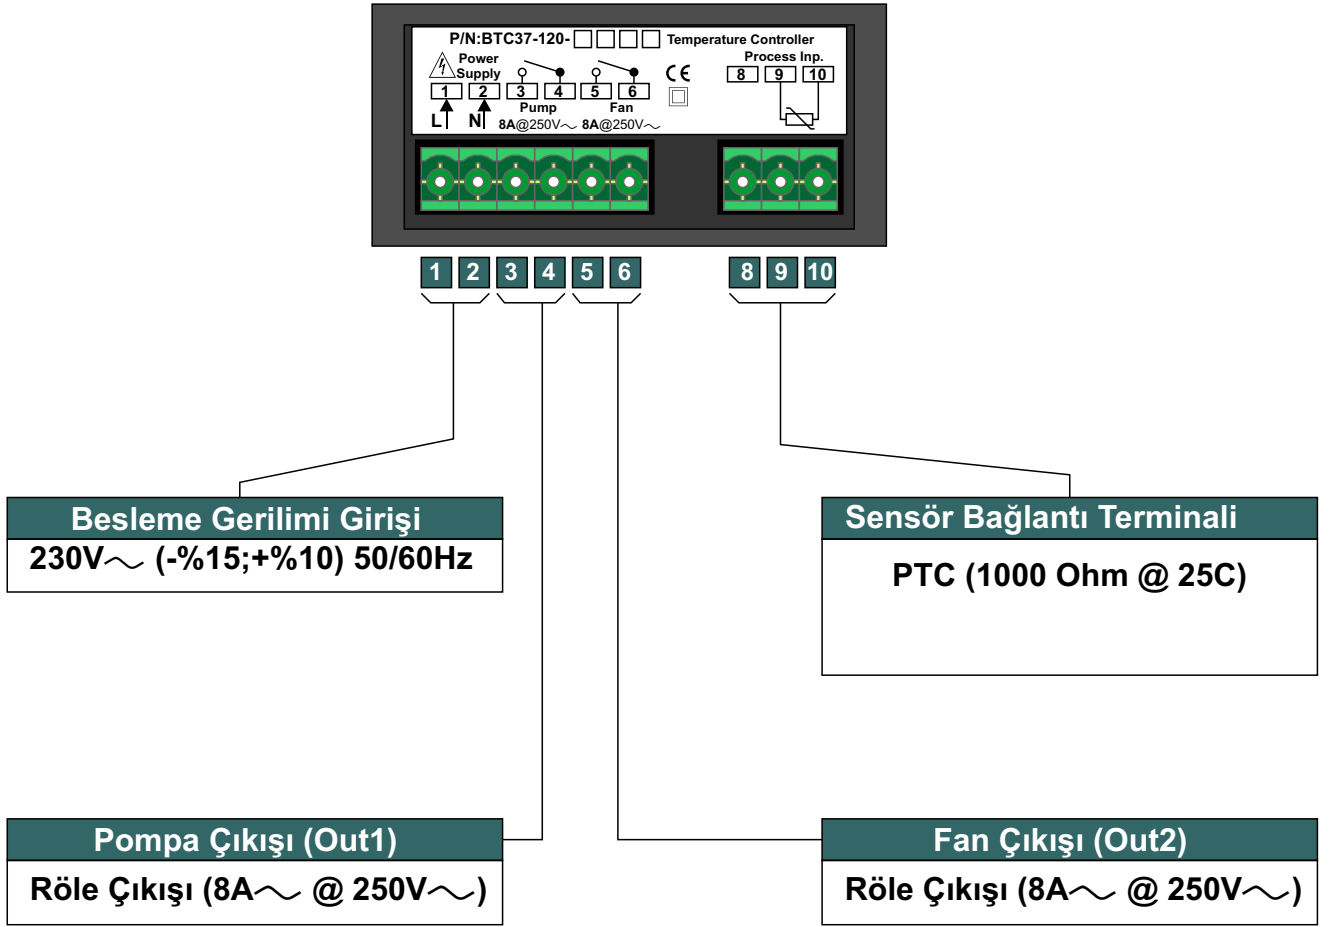 P/N:BTC37-120- Temperature Controller
Power Supply
Process Inp.
8 9 10
1 2 3 4 5 6
Pump Fan
L N 8A@250V～ 8A@250V～
CE
1 2 3 4 5 6 8 9 10
Besleme Gerilimi Girişi
230V～ (-%15;+%10) 50/60Hz
Sensör Bağlantı Terminali
PTC (1000 Ohm @ 25C)
Pompa Çıkışı (Out1)
Röle Çıkışı (8A～ @ 250V～)
Fan Çıkışı (Out2)
Röle Çıkışı (8A～ @ 250V～)